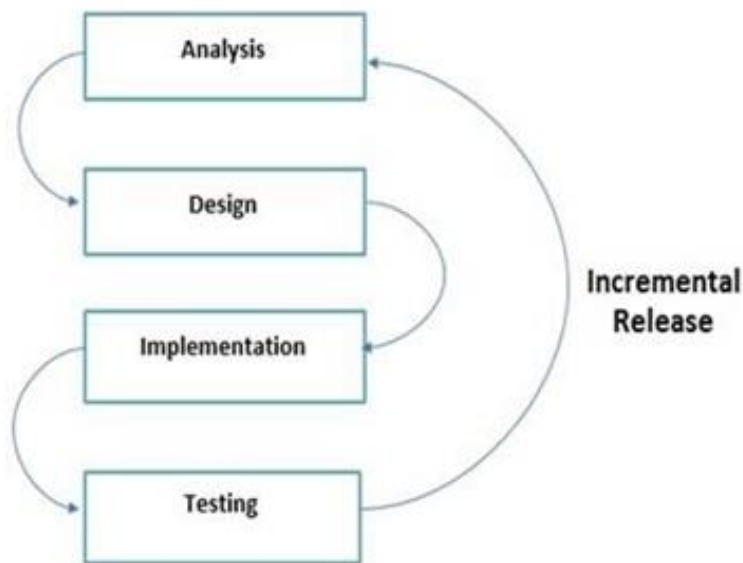 Analysis
Design
Implementation
Testing
Incremental
Release